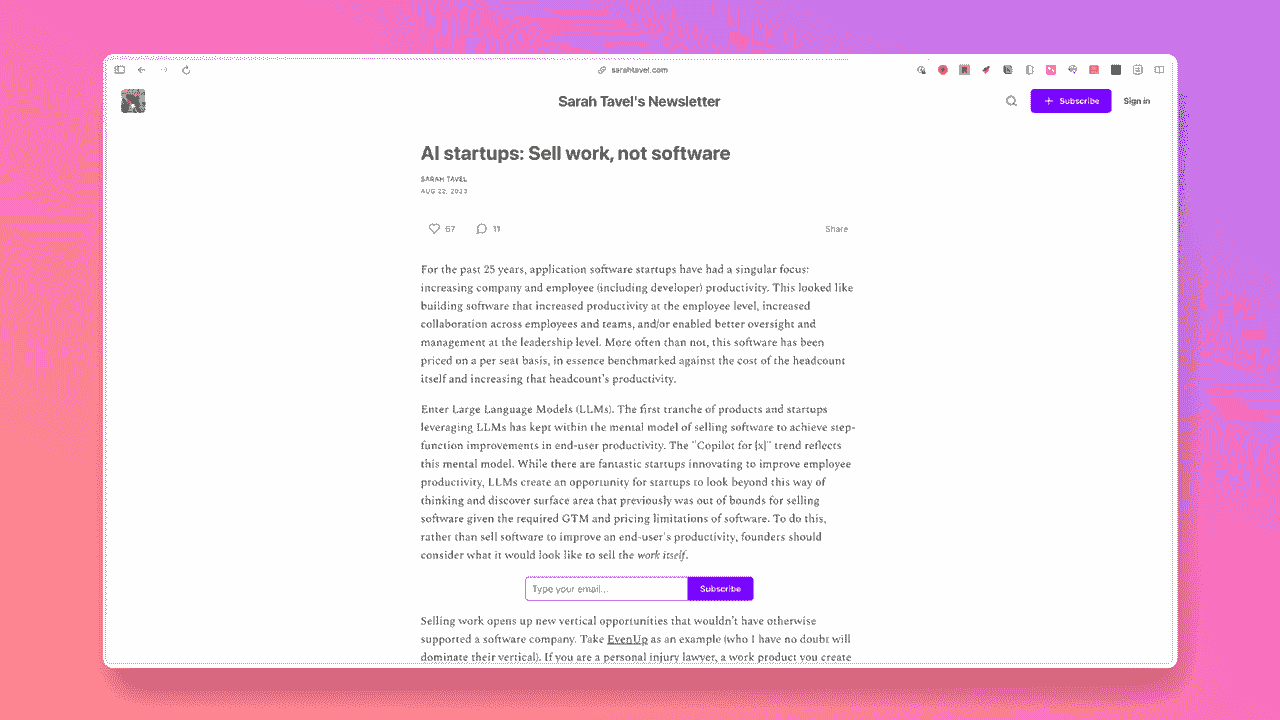 sarahtavel.com
Sarah Tavel's Newsletter
Subscribe
Sign in
AI startups: Sell work, not software
SARAH TAVEL
AUG 22, 2023
67
11
Share
For the past 25 years, application software startups have had a singular focus:
increasing company and employee (including developer) productivity. This looked like
building software that increased productivity at the employee level, increased
collaboration across employees and teams, and/or enabled better oversight and
management at the leadership level. More often than not, this software has been
priced on a per seat basis, in essence benchmarked against the cost of the headcount
itself and increasing that headcount's productivity.
Enter Large Language Models (LLMs). The first tranche of products and startups
leveraging LLMs has kept within the mental model of selling software to achieve step-
function improvements in end-user productivity. The "Copilot for [x]" trend reflects
this mental model. While there are fantastic startups innovating to improve employee
productivity, LLMs create an opportunity for startups to look beyond this way of
thinking and discover surface area that previously was out of bounds for selling
software given the required GTM and pricing limitations of software. To do this,
rather than sell software to improve an end-user's productivity, founders should
consider what it would look like to sell the work itself.
Type your email...
Subscribe
Selling work opens up new vertical opportunities that wouldn't have otherwise
supported a software company. Take EvenUp as an example (who I have no doubt will
dominate their vertical). If you are a personal injury lawyer, a work product you create